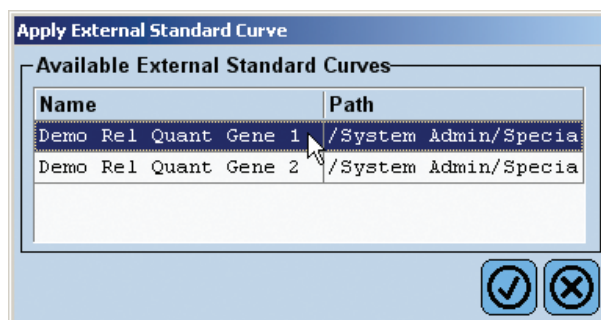 Apply External Standard Curve
Available External Standard Curves
Name Path
Demo Rel Quant Gene 1 /System Admin/Specia
Demo Rel Quant Gene 2 /System Admin/Specia